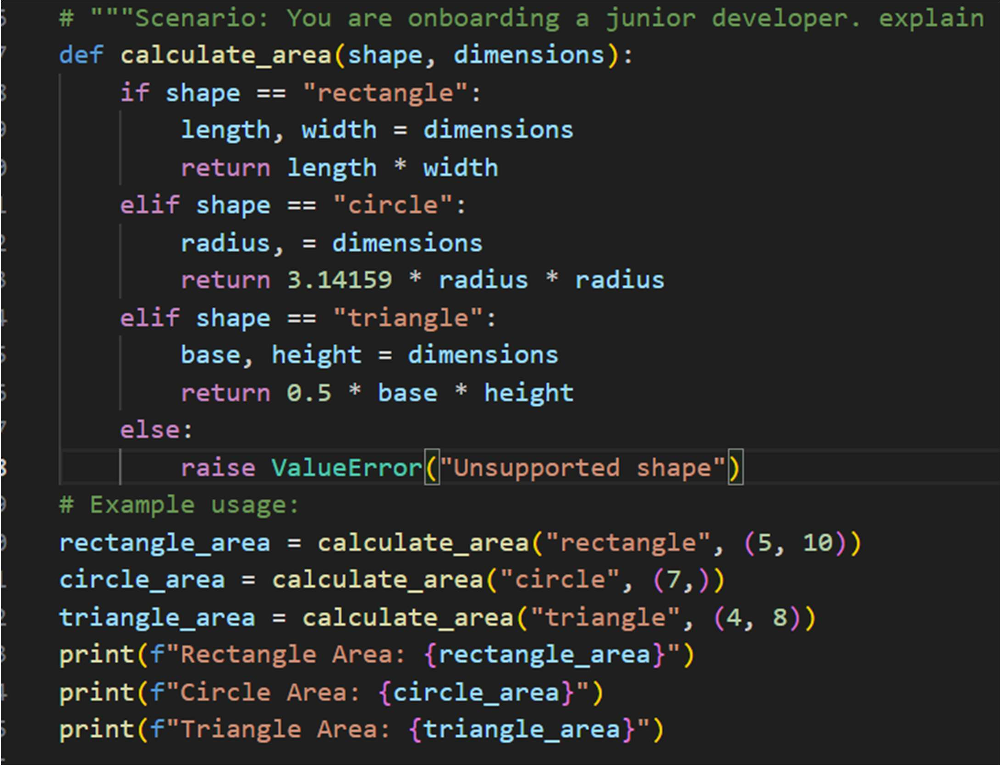 # """Scenario: You are onboarding a junior developer. explain
def calculate_area(shape, dimensions):
if shape == "rectangle":
length, width = dimensions
return length * width
elif shape == "circle":
radius, = dimensions
return 3.14159 * radius * radius
elif shape == "triangle":
base, height = dimensions
return 0.5 * base * height
else:
raise ValueError("Unsupported shape")
# Example usage:
rectangle_area = calculate_area("rectangle", (5, 10))
circle_area = calculate_area("circle", (7,))
triangle_area = calculate_area("triangle", (4, 8))
print(f"Rectangle Area: {rectangle_area}")
print(f"Circle Area: {circle_area}")
print(f"Triangle Area: {triangle_area}")